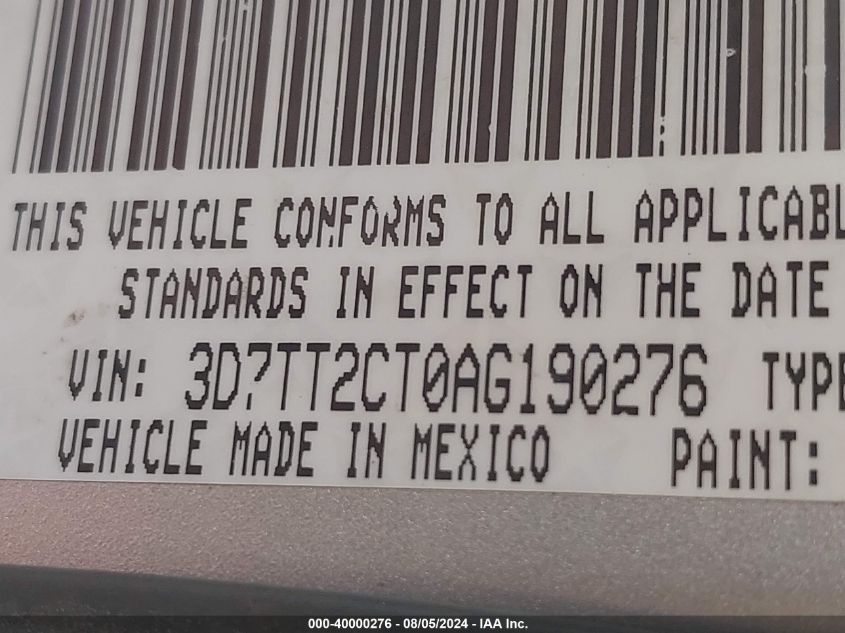 THIS VEHICLE CONFORMS TO ALL APPLICABL
STANDARDS IN EFFECT ON THE DATE
VIN: 3D7TT2CT0AG190276 TYPE
VEHICLE MADE IN MEXICO PAINT:
000-40000276 - 08/05/2024 - IAA Inc.